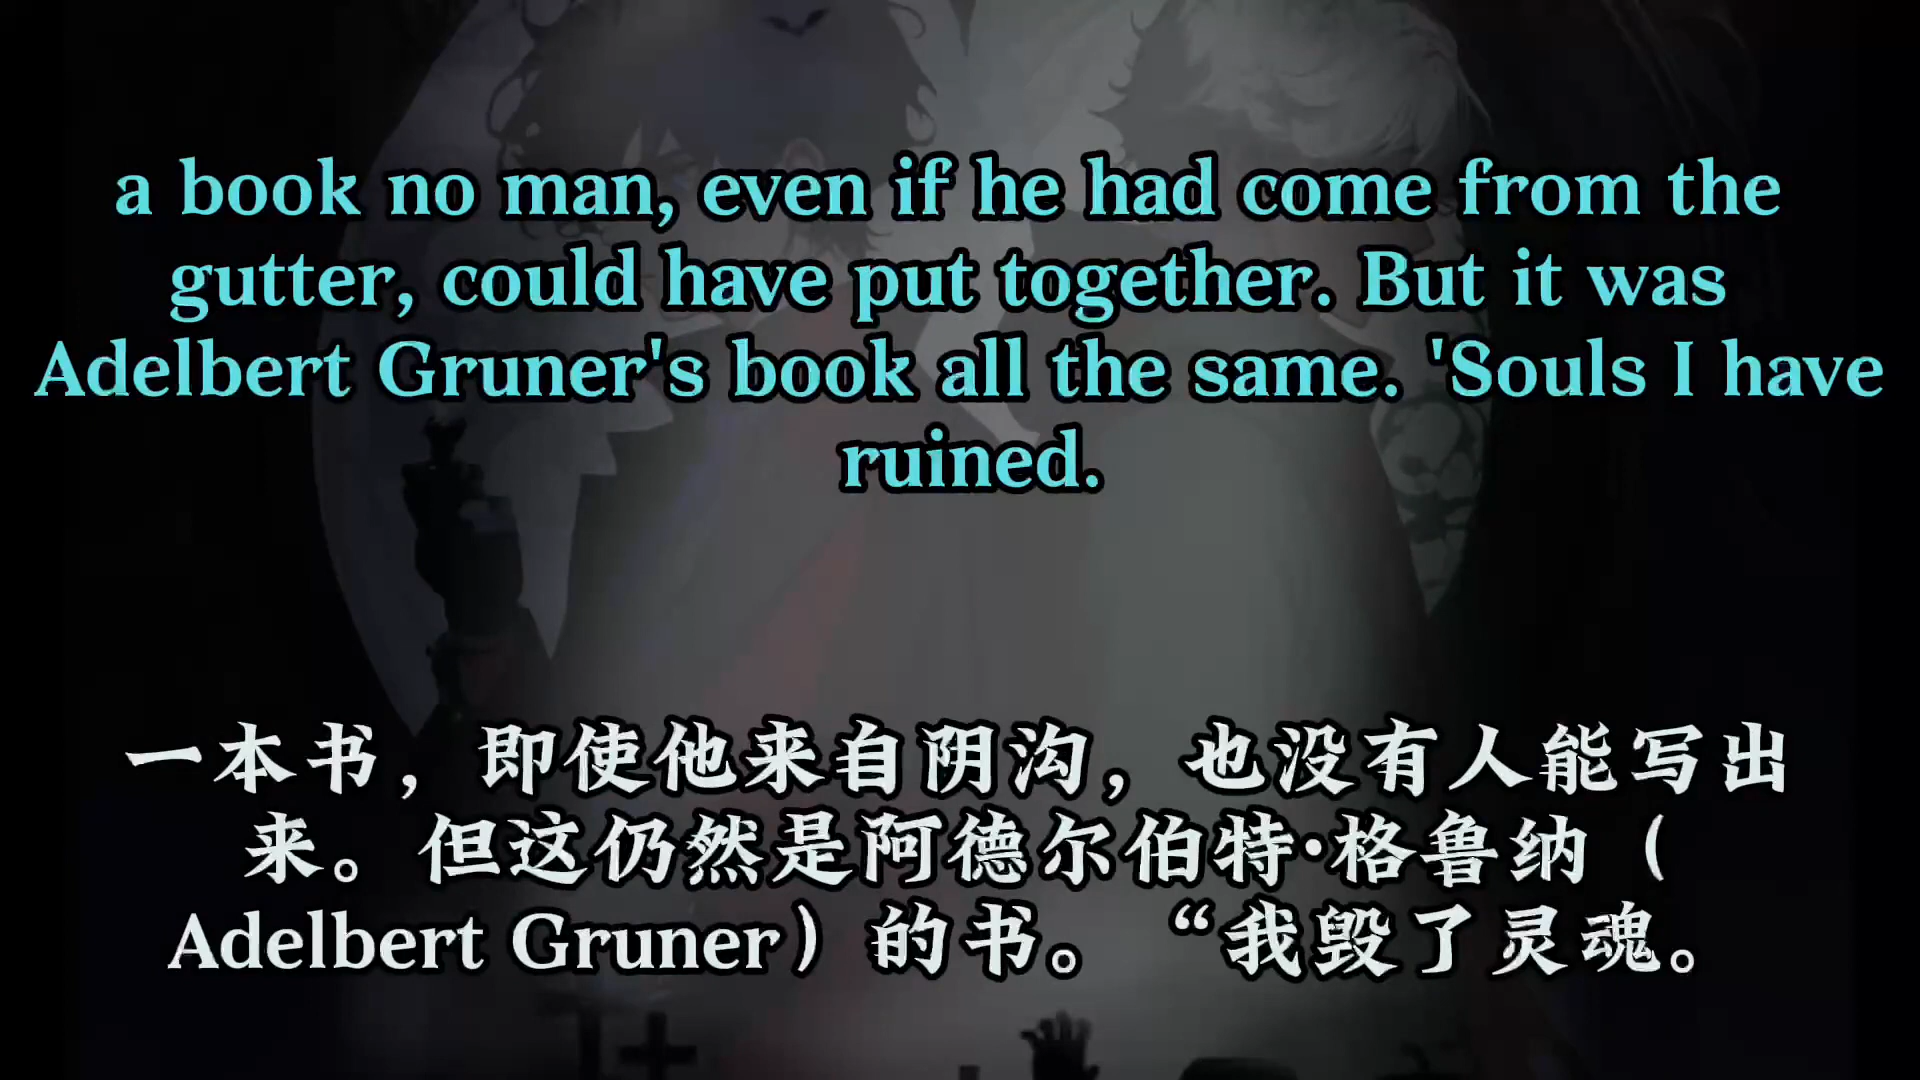 a book no man, even if he had come from the
gutter, could have put together. But it was
Adelbert Gruner's book all the same. 'Souls I have
ruined.
一本书，即使他来自阴沟，也没有人能写出
来。但这仍然是阿德尔伯特·格鲁纳（
Adelbert Gruner）的书。“我毁了灵魂。